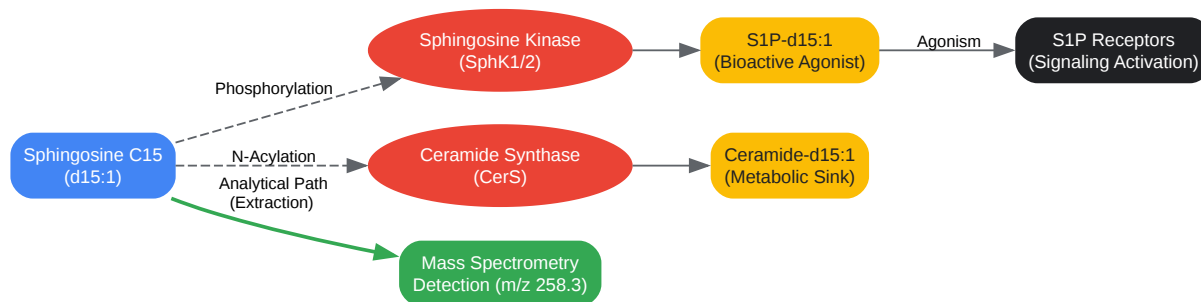 Sphingosine Kinase
(SphK1/2)
S1P-d15:1
(Bioactive Agonist)
Agonism
S1P Receptors
(Signaling Activation)
Phosphorylation
Sphingosine C15
(d15:1)
N-Acylation
Ceramide Synthase
(CerS)
Ceramide-d15:1
(Metabolic Sink)
Analytical Path
(Extraction)
Mass Spectrometry
Detection (m/z 258.3)